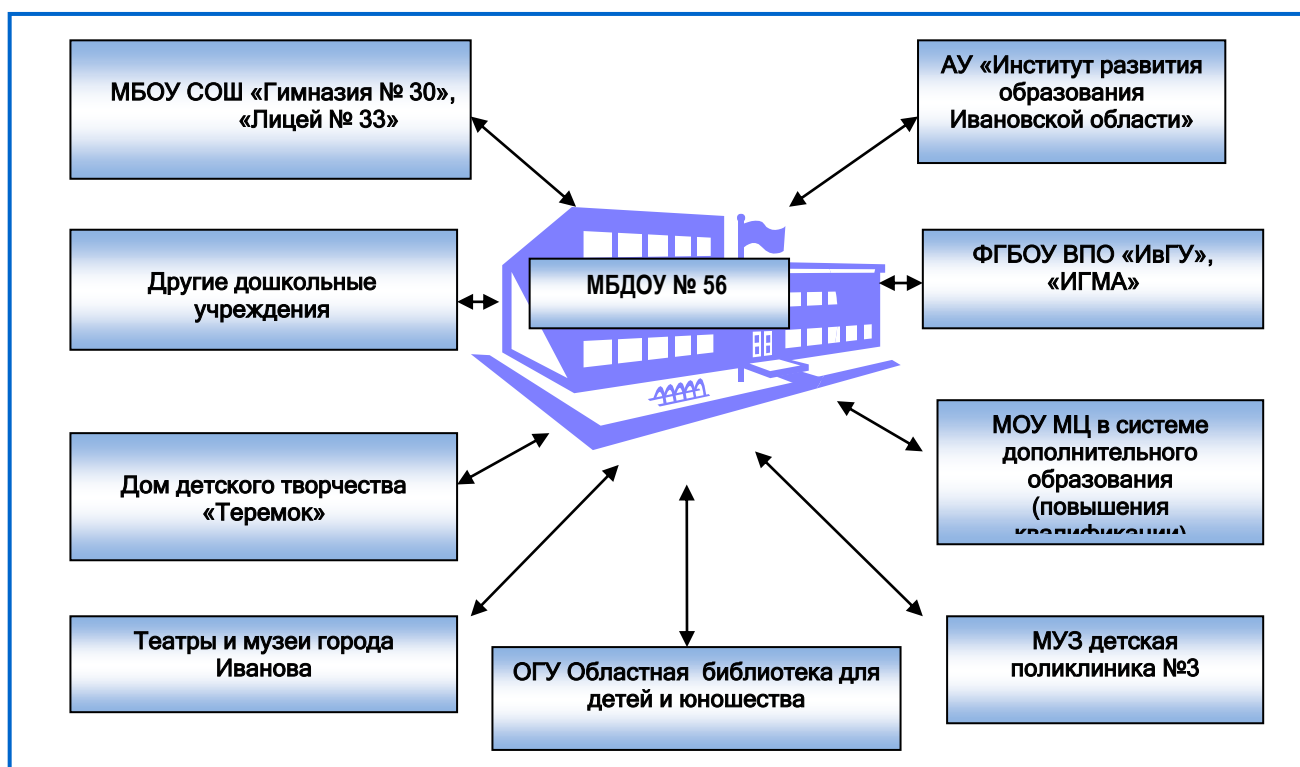 МБОУ СОШ «Гимназия № 30»,
«Лицей № 33»
АУ «Институт развития
образования
Ивановской области»
Другие дошкольные
учреждения
МБДОУ № 56
ФГБОУ ВПО «ИвГУ»,
«ИГМА»
Дом детского творчества
«Теремок»
МОУ МЦ в системе
дополнительного
образования
(повышения
квалификации)
Театры и музеи города
Иванова
ОГУ Областная библиотека для
детей и юношества
МУЗ детская
поликлиника №3